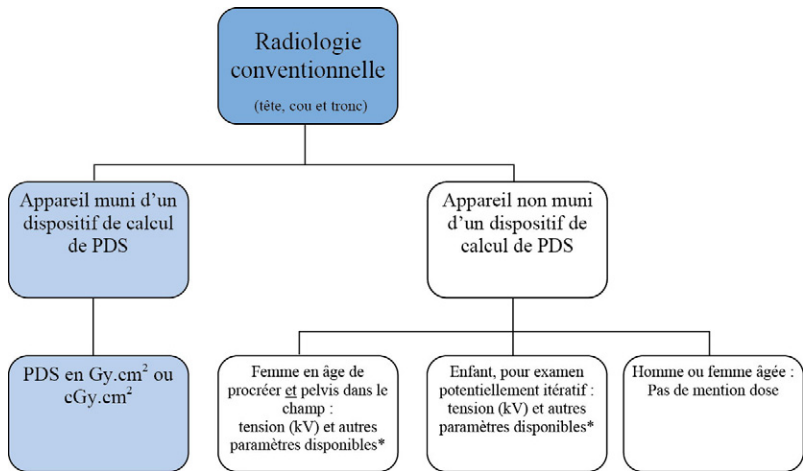 Radiologie
conventionnelle
(tête, cou et tronc)
Appareil muni d'un
dispositif de calcul
de PDS
Appareil non muni
d'un dispositif de
calcul de PDS
PDS en Gy.cm² ou
cGy.cm²
Femme en âge de
procréer et pelvis dans le
champ :
tension (kV) et autres
paramètres disponibles*
Enfant, pour examen
potentiellement itératif :
tension (kV) et autres
paramètres disponibles*
Homme ou femme âgée :
Pas de mention dose